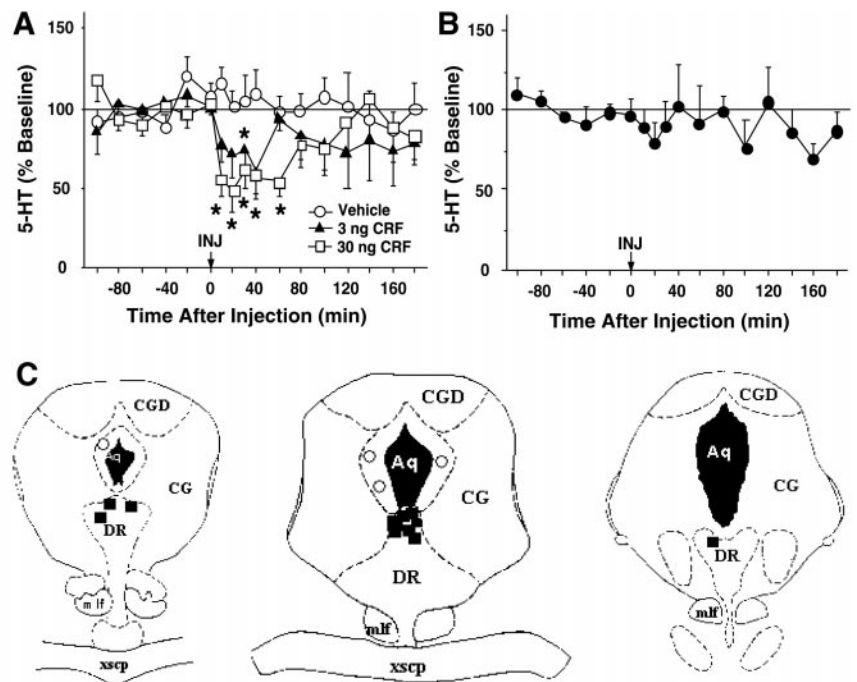 A
5-HT (% Baseline)
150
100
50
0
* * * * * *
INJ
Vehicle
3 ng CRF
30 ng CRF
-80 -40 0 40 80 120 160
Time After Injection (min)
B
5-HT (% Baseline)
150
100
50
0
INJ
-80 -40 0 40 80 120 160
Time After Injection (min)
C
CGD
Aq
CG
DR
mlf
xscp
CGD
Aq
CG
DR
mlf
xscp
CGD
Aq
CG
DR
mlf